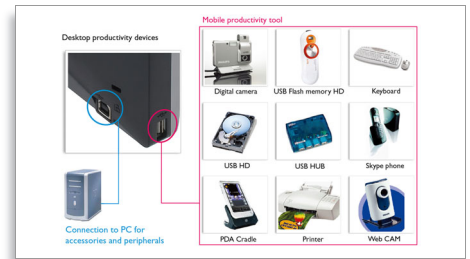 Mobile productivity tool
Desktop productivity devices
Digital camera
USB Flash memory HD
Keyboard
USB HD
USB HUB
Skype phone
Connection to PC for
accessories and peripherals
PDA Cradle
Printer
Web CAM